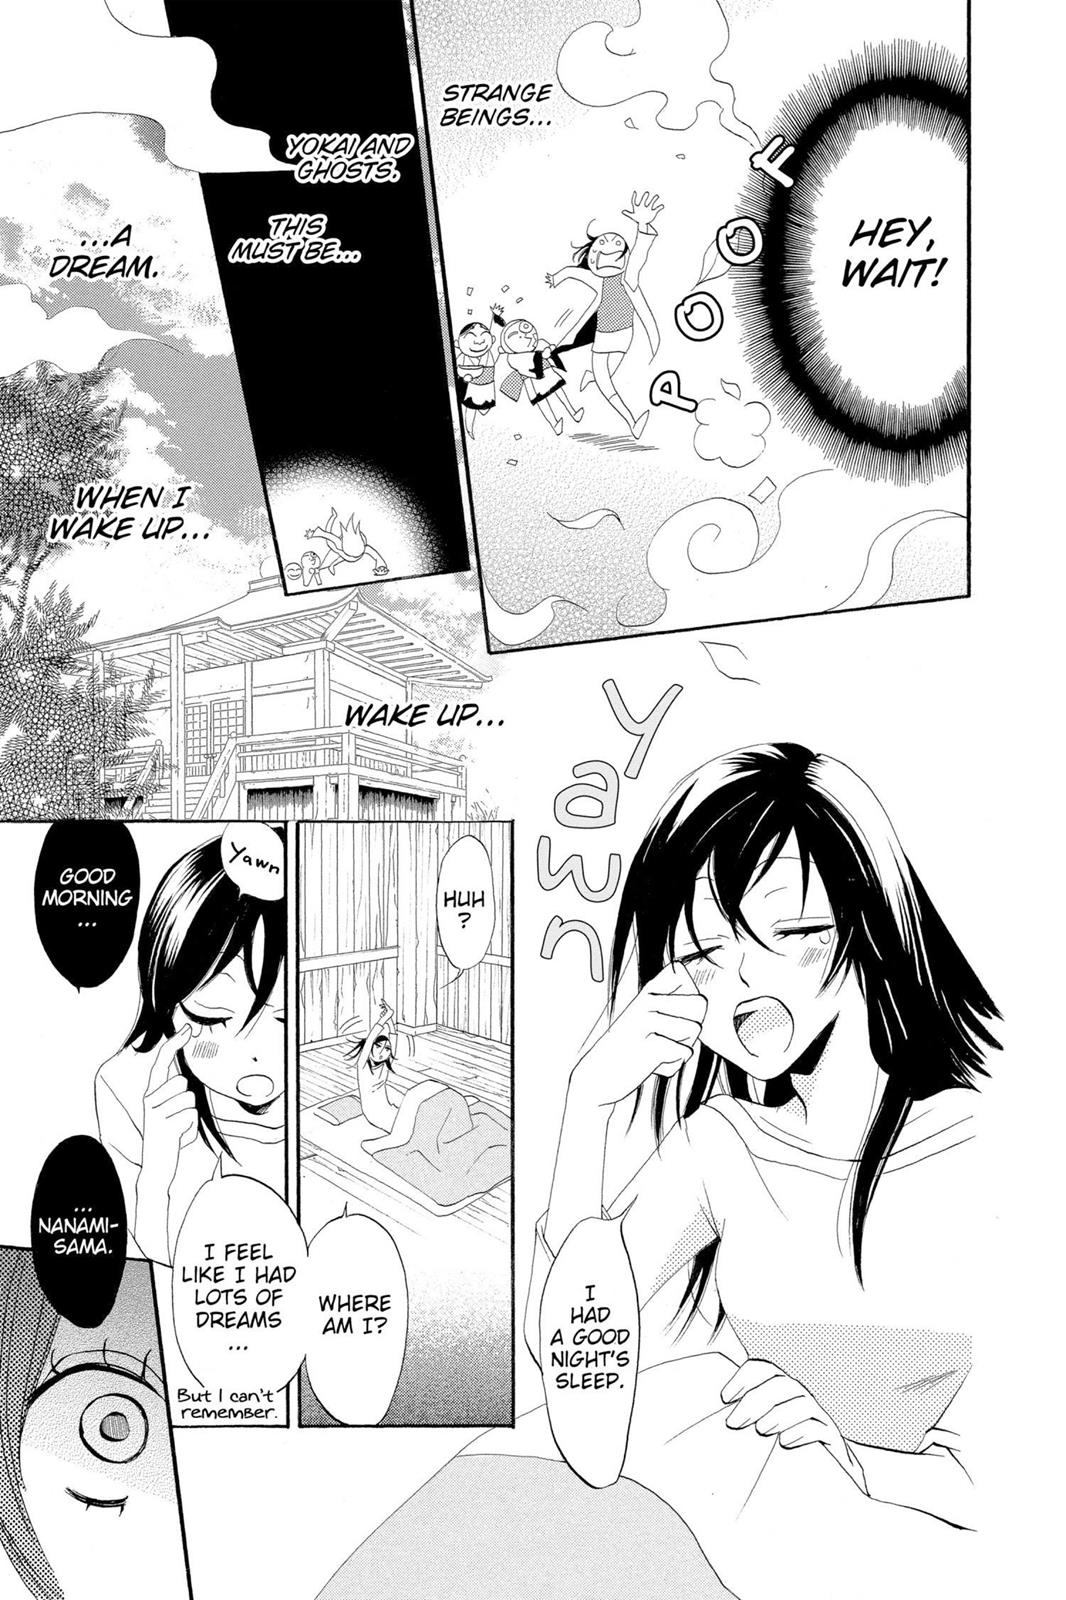 HEY,
WAIT!
POOF
STRANGE
BEINGS...
YOKAI AND
GHOSTS.
THIS
MUST BE...
...A
DREAM.
WHEN I
WAKE UP...
WAKE UP...
Yawn
I
HAD
A GOOD
NIGHT'S
SLEEP.
HUH
?
WHERE
AM I?
Yawn
I FEEL
LIKE I HAD
LOTS OF
DREAMS
...
But I can't
remember.
GOOD
MORNING
...
...
NANAMI-
SAMA.